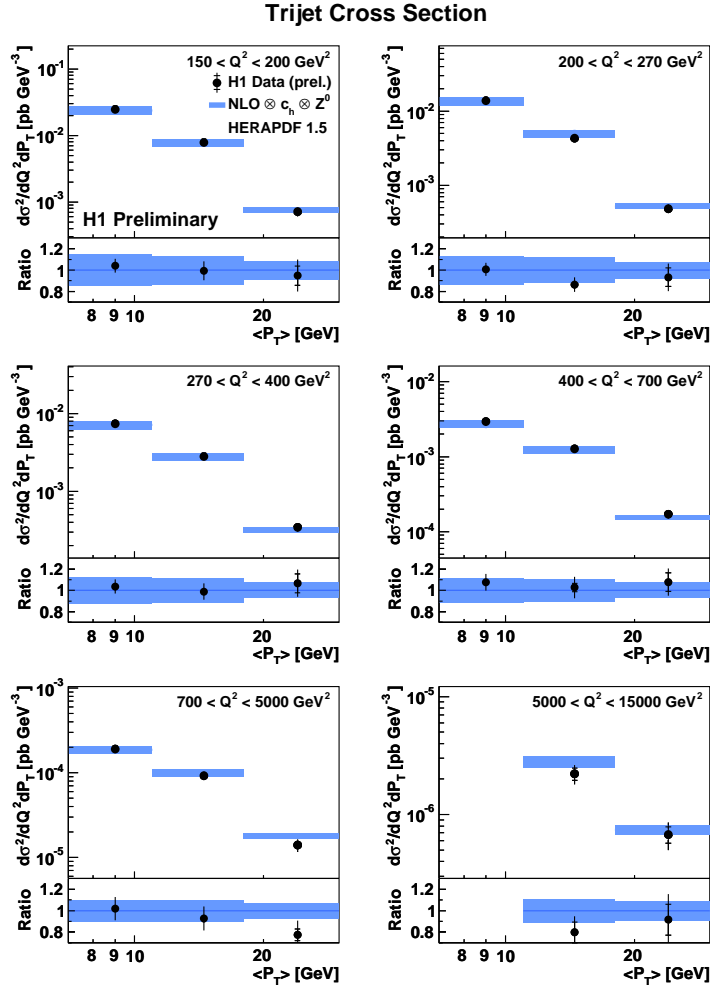 Trijet Cross Section
150 < Q² < 200 GeV²
H1 Data (prel.)
NLO ⊗ c_h ⊗ Z⁰
HERAPDF 1.5
H1 Preliminary
dσ²/dQ²dP_T [pb GeV⁻³]
10⁻¹
10⁻²
10⁻³
Ratio
1.2
1
0.8
8 9 10 20
<P_T> [GeV]
200 < Q² < 270 GeV²
dσ²/dQ²dP_T [pb GeV⁻³]
10⁻²
10⁻³
Ratio
1.2
1
0.8
8 9 10 20
<P_T> [GeV]
270 < Q² < 400 GeV²
dσ²/dQ²dP_T [pb GeV⁻³]
10⁻²
10⁻³
Ratio
1.2
1
0.8
8 9 10 20
<P_T> [GeV]
400 < Q² < 700 GeV²
dσ²/dQ²dP_T [pb GeV⁻³]
10⁻²
10⁻³
10⁻⁴
Ratio
1.2
1
0.8
8 9 10 20
<P_T> [GeV]
700 < Q² < 5000 GeV²
dσ²/dQ²dP_T [pb GeV⁻³]
10⁻³
10⁻⁴
10⁻⁵
Ratio
1.2
1
0.8
8 9 10 20
<P_T> [GeV]
5000 < Q² < 15000 GeV²
dσ²/dQ²dP_T [pb GeV⁻³]
10⁻⁵
10⁻⁶
Ratio
1.2
1
0.8
8 9 10 20
<P_T> [GeV]